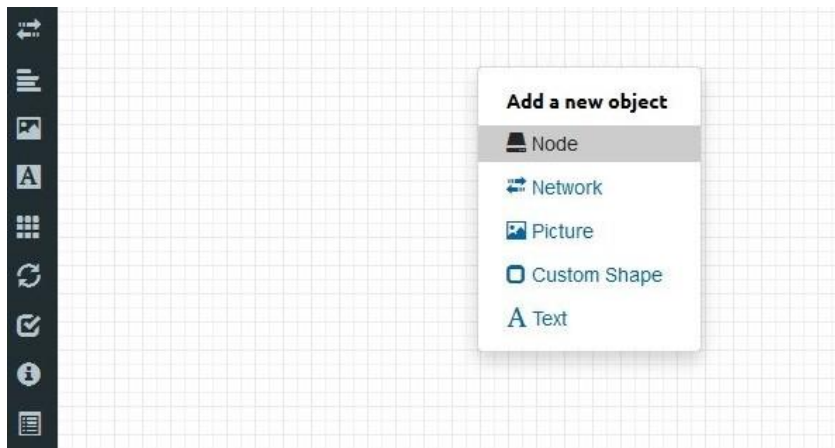 Add a new object
Node
Network
Picture
Custom Shape
Text